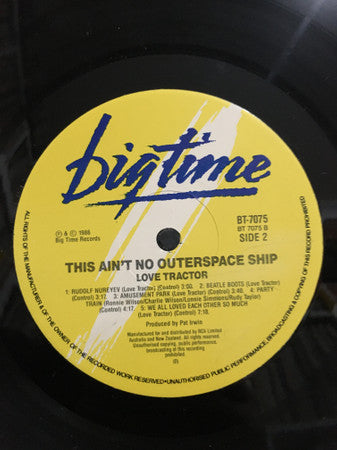 bigtime
℗ & © 1986
Big Time Records
BT-7075
BT 7075 B
SIDE 2
THIS AIN'T NO OUTERSPACE SHIP
LOVE TRACTOR
1: RUDOLF NUREYEV (Love Tractor) (Control) 3:00. 2: BEATLE BOOTS (Love Tractor)
(Control) 3:17. 3: AMUSEMENT PARK (Love Tractor) (Control) 3:40. 4: PARTY
TRAIN (Ronnie Wilson/Charlie Wilson/Lonnie Simmons/Rudy Taylor)
(Control) 4:17. 5: WE ALL LOVED EACH OTHER SO MUCH
(Love Tractor) (Control) 7:18.
Produced by Pat Irwin
Manufactured for and distributed by RCA Limited
Australia and New Zealand. All rights reserved.
Unauthorised copying, public performance,
broadcasting of this recording
prohibited.
ALL RIGHTS OF THE MANUFACTURERS & OF THE OWNER OF THE RECORDED WORK RESERVED•UNAUTHORISED PUBLIC PERFORMANCE, BROADCASTING & COPYING OF THIS RECORD PROHIBITED